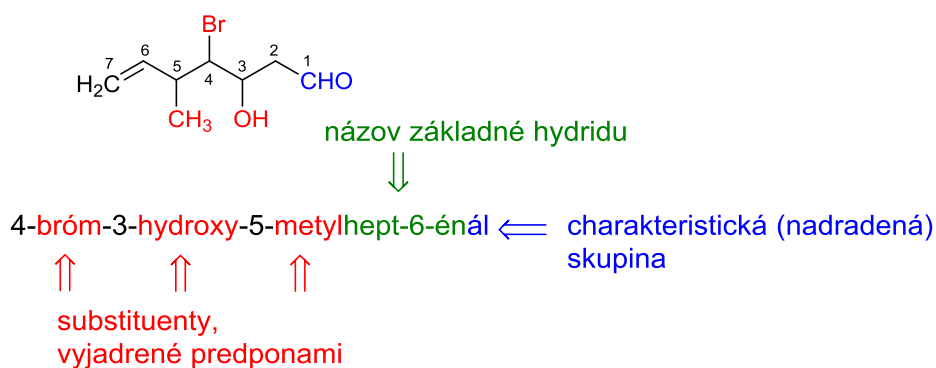 Br
6 2 1
7 5 4 3 CHO
H2C
CH3 OH
názov základné hydridu
4-bróm-3-hydroxy-5-metylhept-6-énál
charakteristická (nadradená)
skupina
substituenty,
vyjadrené predponami